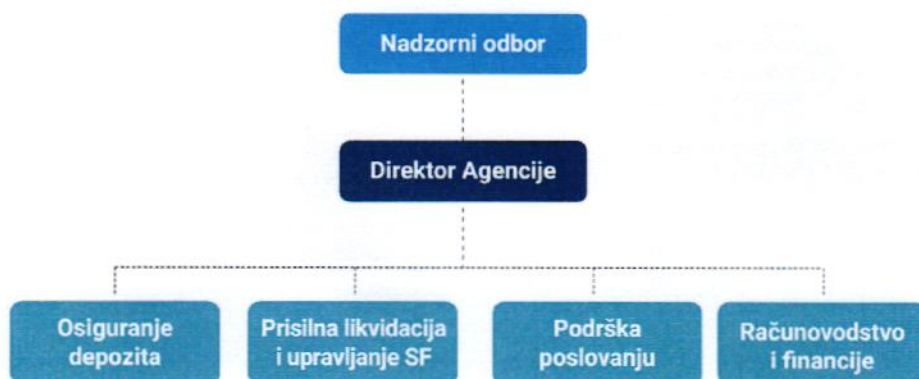 Nadzorni odbor
Direktor Agencije
Osiguranje
depozita
Prisilna likvidacija
i upravljanje SF
Podrška
poslovanju
Računovodstvo
i financije